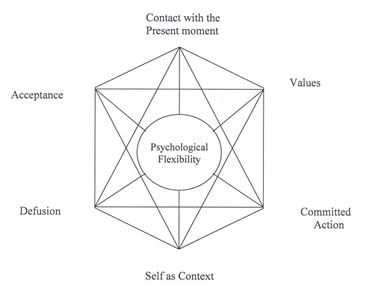 Contact with the
Present moment
Acceptance
Values
Psychological
Flexibility
Defusion
Committed
Action
Self as Context